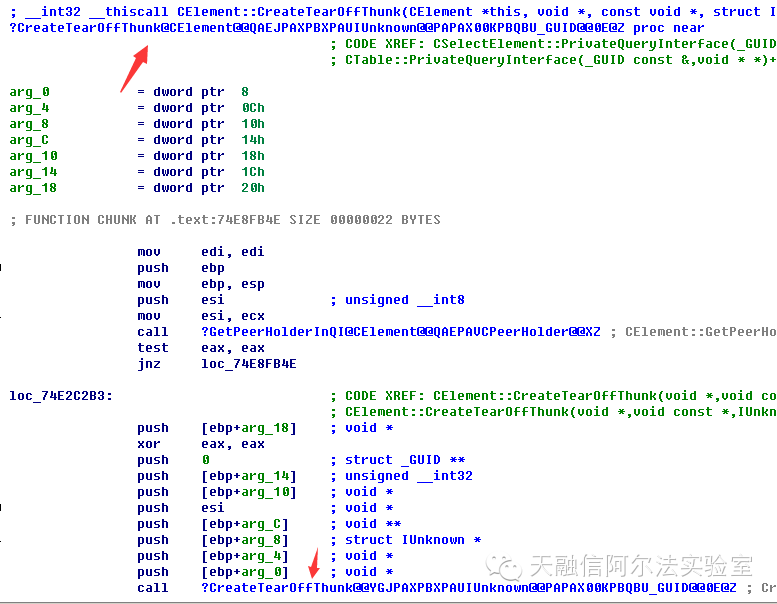 ; __int32 __thiscall CElement::CreateTearOffThunk(CElement *this, void *, const void *, struct I
?CreateTearOffThunk@CElement@@QAEJPAXPBXPAUIUnknown@@PAPAX00KPBQBU_GUID@@0E@Z proc near
; CODE XREF: CSelectElement::PrivateQueryInterface(_GUID
; CTable::PrivateQueryInterface(_GUID const &,void * *)+
arg_0 = dword ptr 8
arg_4 = dword ptr 0Ch
arg_8 = dword ptr 10h
arg_C = dword ptr 14h
arg_10 = dword ptr 18h
arg_14 = dword ptr 1Ch
arg_18 = dword ptr 20h
; FUNCTION CHUNK AT .text:74E8FB4E SIZE 00000022 BYTES
mov edi, edi
push ebp
mov ebp, esp
push esi ; unsigned __int8
mov esi, ecx
call ?GetPeerHolderInQI@CElement@@QAEPAVCPeerHolder@@XZ ; CElement::GetPeerHo
test eax, eax
jnz loc_74E8FB4E
loc_74E2C2B3: ; CODE XREF: CElement::CreateTearOffThunk(void *,void co
; CElement::CreateTearOffThunk(void *,void const *,IUnkn
push [ebp+arg_18] ; void *
xor eax, eax
push 0 ; struct _GUID **
push [ebp+arg_14] ; unsigned __int32
push [ebp+arg_10] ; void *
push esi ; void *
push [ebp+arg_C] ; void **
push [ebp+arg_8] ; struct IUnknown *
push [ebp+arg_4] ; void *
push [ebp+arg_0] ; void *
call ?CreateTearOffThunk@@YGJPAXPBXPAUIUnknown@@PAPAX0KPBQBU_GUID@@0E@Z ; Cr
天融信阿尔法实验室